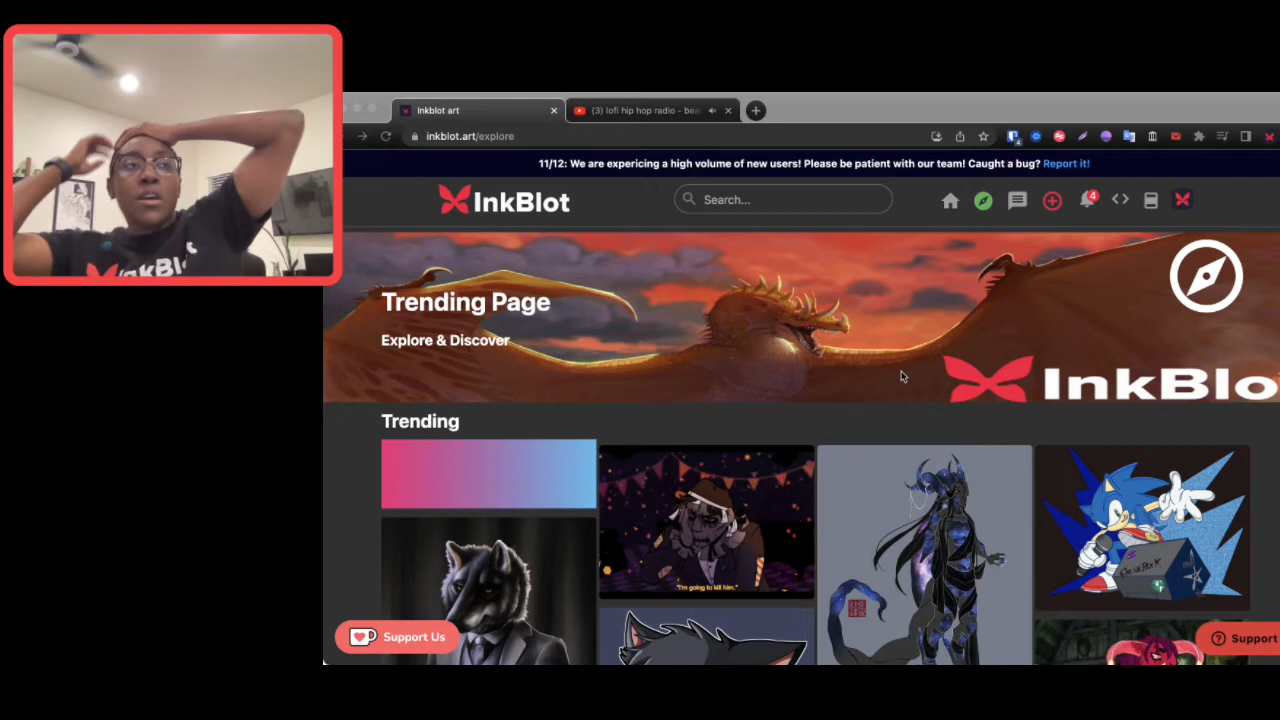 Inkblot art
(3) lofi hip hop radio - bea
inkblot.art/explore
11/12: We are expericing a high volume of new users! Please be patient with our team! Caught a bug? Report it!
InkBlot
Search...
4
4
Trending Page
Explore & Discover
InkBlo
Trending
"I'm going to kill him."
Support Us
Support